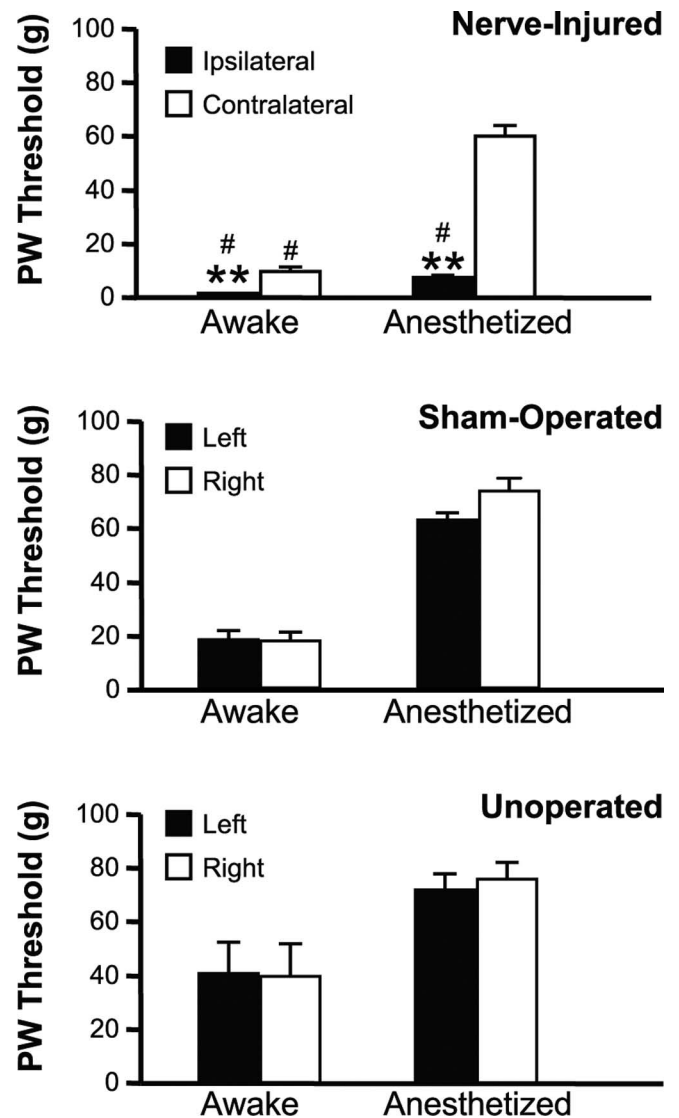 Nerve-Injured
PW Threshold (g)
100
80
60
40
20
0
Ipsilateral
Contralateral
#
**
#
#
**
Awake
Anesthetized
Sham-Operated
PW Threshold (g)
100
80
60
40
20
0
Left
Right
Awake
Anesthetized
Unoperated
PW Threshold (g)
100
80
60
40
20
0
Left
Right
Awake
Anesthetized